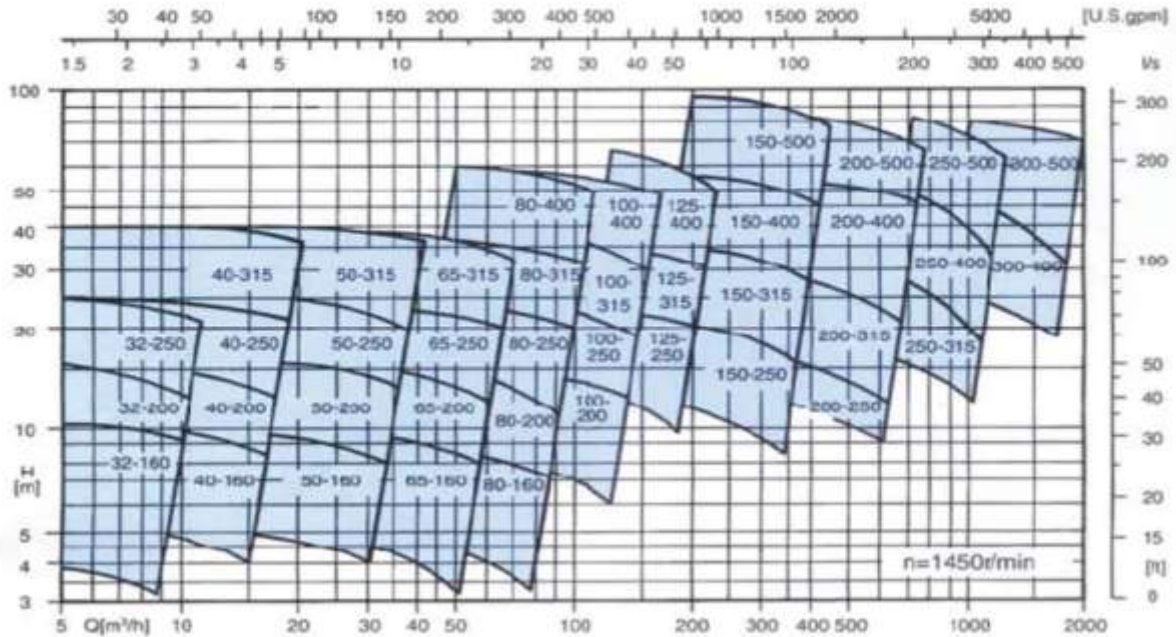 30 40 50 100 150 200 300 400 500 1000 1500 2000 5000 [U.S.gpm]
1.5 2 3 4 5 10 20 30 40 50 100 200 300 400 500 l/s
100 300
150-500
200-500 250-500 300-500 200
50 80-400 100-400 125-400 150-400 200-400
40
30 40-315 50-315 65-315 80-315 100-315 125-315 150-315 250-400 300-400 100
20 32-250 40-250 50-250 65-250 80-250 100-250 125-250 200-315 250-315
150-250 50
32-200 40-200 50-200 65-200 80-200 100-200 200-250 40
10 30
H
[m]
32-160 40-160 50-160 65-160 80-160 20
5 15
4 n=1450r/min [ft]
3 0
5 Q[m³/h] 10 20 30 40 50 100 200 300 400 500 1000 2000